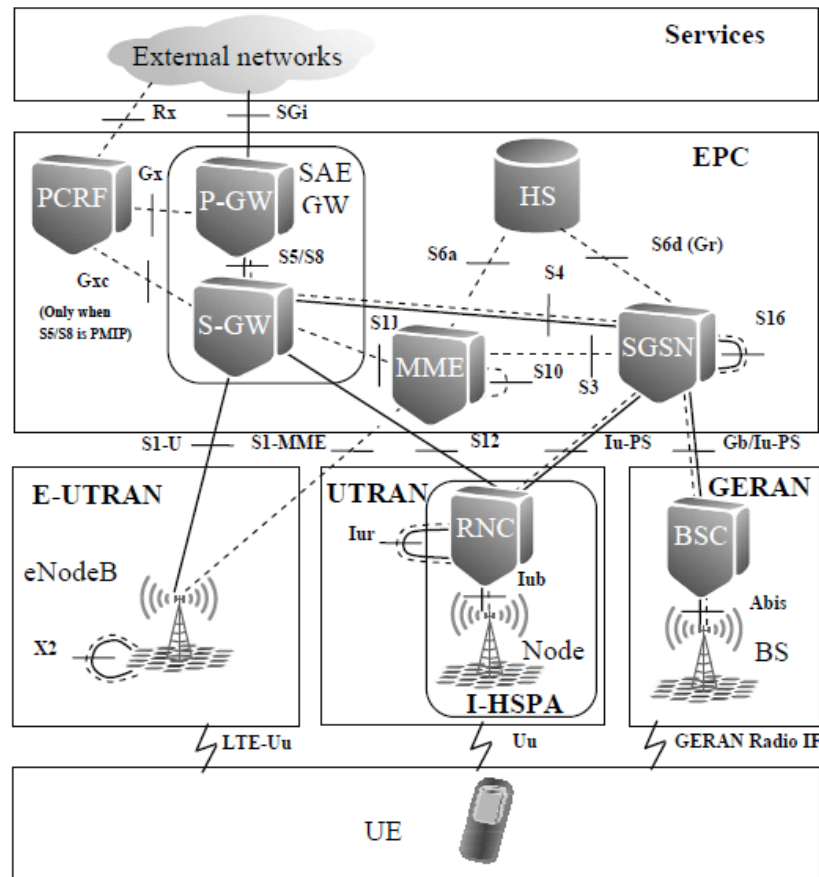 Services
External networks
Rx
SGi
EPC
SAE
GW
PCRF
Gx
P-GW
HS
S6a
S6d (Gr)
S5/S8
S4
Gxc
(Only when
S5/S8 is PMIP)
S-GW
S11
MME
SGSN
S16
S10
S3
S1-U
S1-MME
S12
Iu-PS
Gb/Iu-PS
E-UTRAN
UTRAN
GERAN
RNC
BSC
Iur
eNodeB
Iub
Abis
X2
Node
BS
I-HSPA
LTE-Uu
Uu
GERAN Radio IF
UE